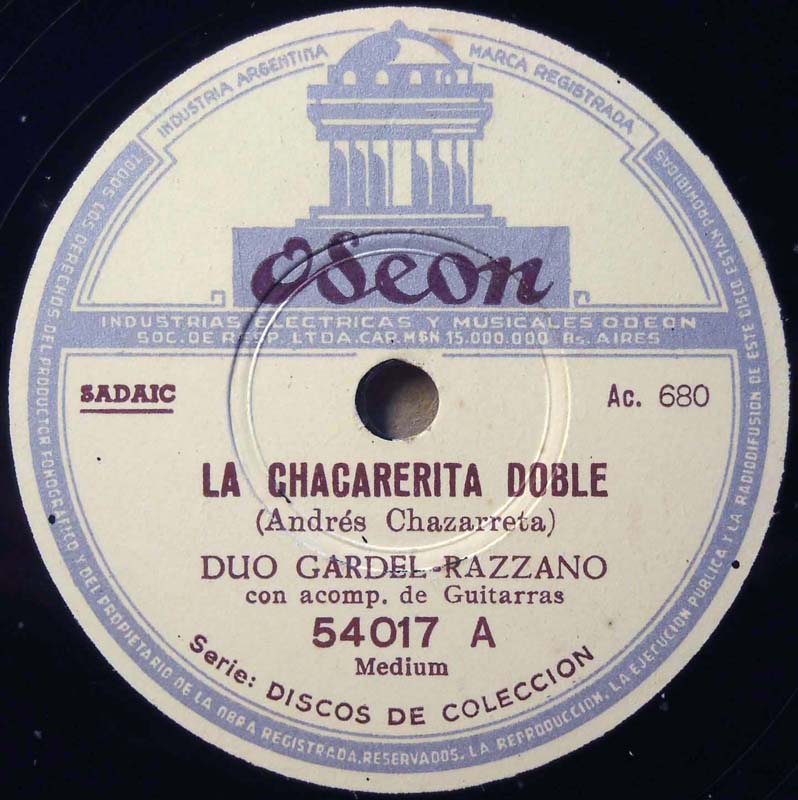 INDUSTRIA ARGENTINA
MARCA REGISTRADA
Odeon
INDUSTRIAS ELECTRICAS Y MUSICALES ODEON
SOC. DE RESP. LTDA. CAP. M$N 15.000.000 Bs. AIRES
SADAIC
Ac. 680
LA CHACARERITA DOBLE
(Andrés Chazarreta)
DUO GARDEL-RAZZANO
con acomp. de Guitarras
54017 A
Medium
Serie: DISCOS DE COLECCION
TODOS LOS DERECHOS DEL PRODUCTOR FONOGRÁFICO Y DEL PROPIETARIO DE LA OBRA REGISTRADA, RESERVADOS. LA REPRODUCCION, LA EJECUCION PUBLICA Y LA RADIODIFUSION DE ESTE DISCO ESTAN PROHIBIDAS